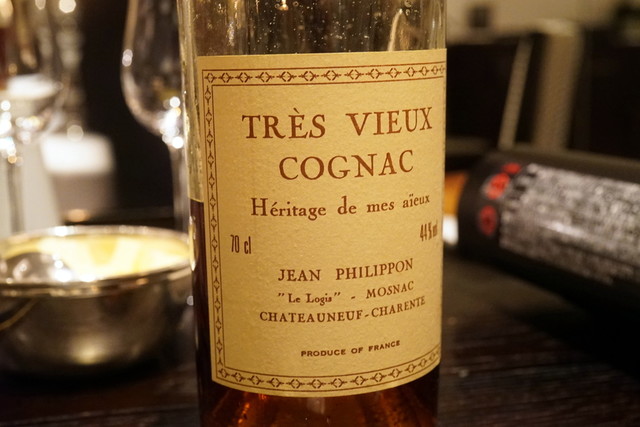 TRÈS VIEUX
COGNAC
Héritage de mes aïeux
70 cl
44%
JEAN PHILIPPON
"Le Logis" - MOSNAC
CHATEAUNEUF-CHARENTE
PRODUCE OF FRANCE